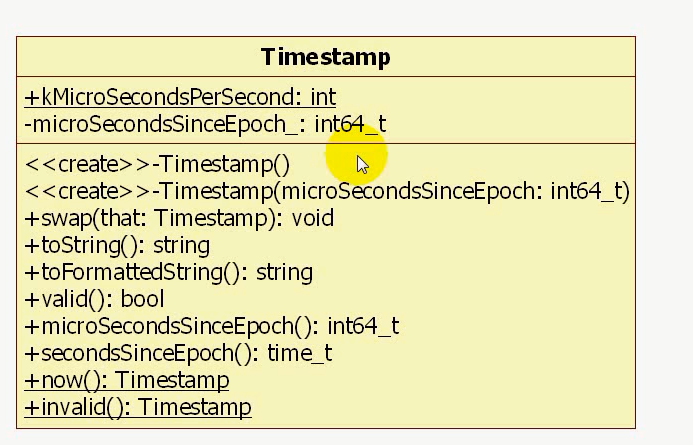 Timestamp
+kMicroSecondsPerSecond: int
-microSecondsSinceEpoch_: int64_t
<<create>>-Timestamp()
<<create>>-Timestamp(microSecondsSinceEpoch: int64_t)
+swap(that: Timestamp): void
+toString(): string
+toFormattedString(): string
+valid(): bool
+microSecondsSinceEpoch(): int64_t
+secondsSinceEpoch(): time_t
+now(): Timestamp
+invalid(): Timestamp